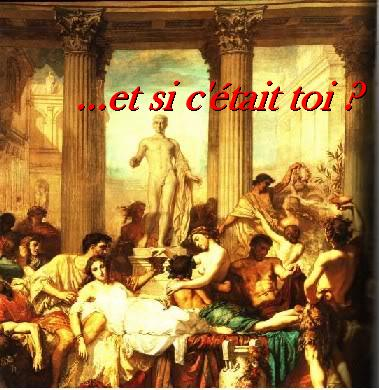 ...et si c'était toi ?